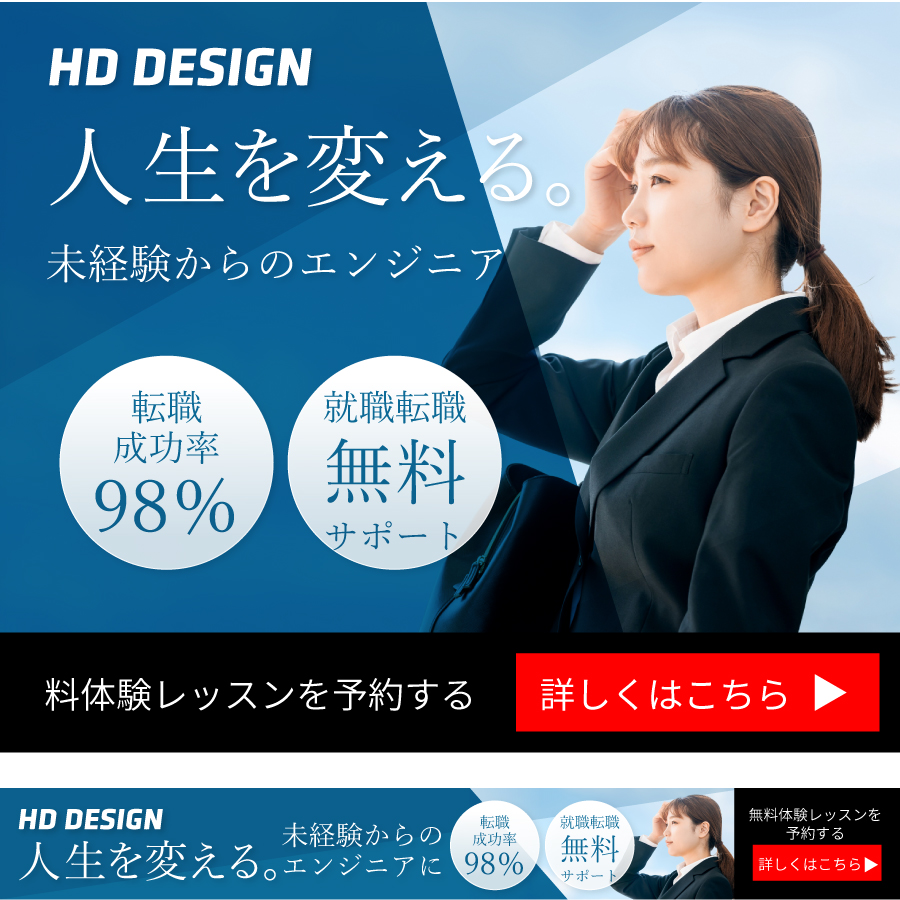 HD DESIGN
人生を変える。
未経験からのエンジニア
転職
成功率
98%
就職転職
無料
サポート
料体験レッスンを予約する
詳しくはこちら ▶
HD DESIGN
人生を変える。
未経験からの
エンジニアに
転職
成功率
98%
就職転職
無料
サポート
無料体験レッスンを
予約する
詳しくはこちら▶